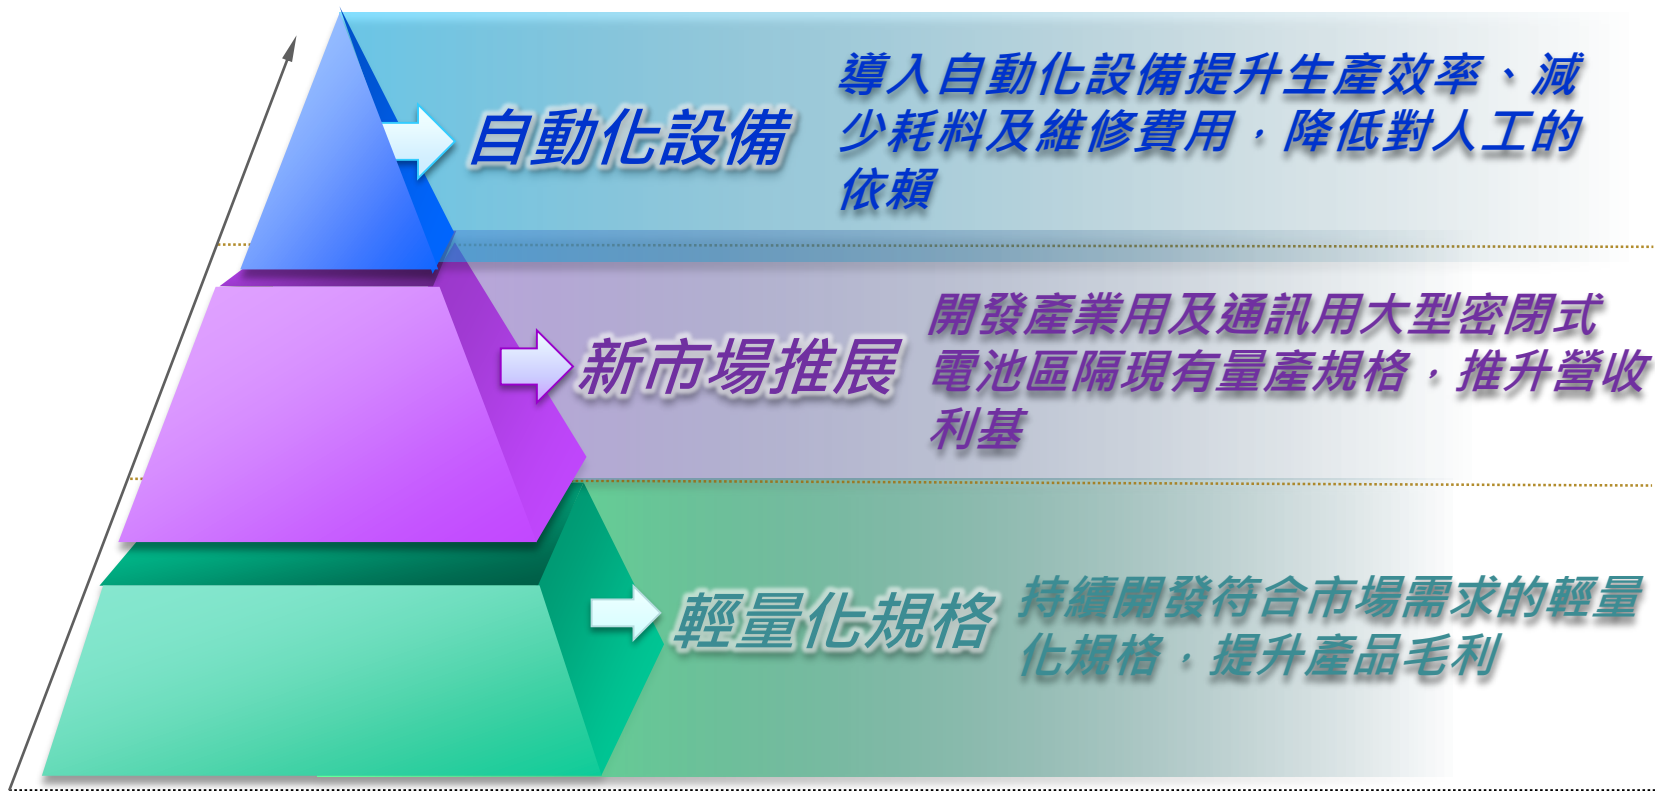 自動化設備
導入自動化設備提升生產效率、減
少耗料及維修費用，降低對人工的
依賴
新市場推展
開發產業用及通訊用大型密閉式
電池區隔現有量產規格，推升營收
利基
輕量化規格
持續開發符合市場需求的輕量
化規格，提升產品毛利